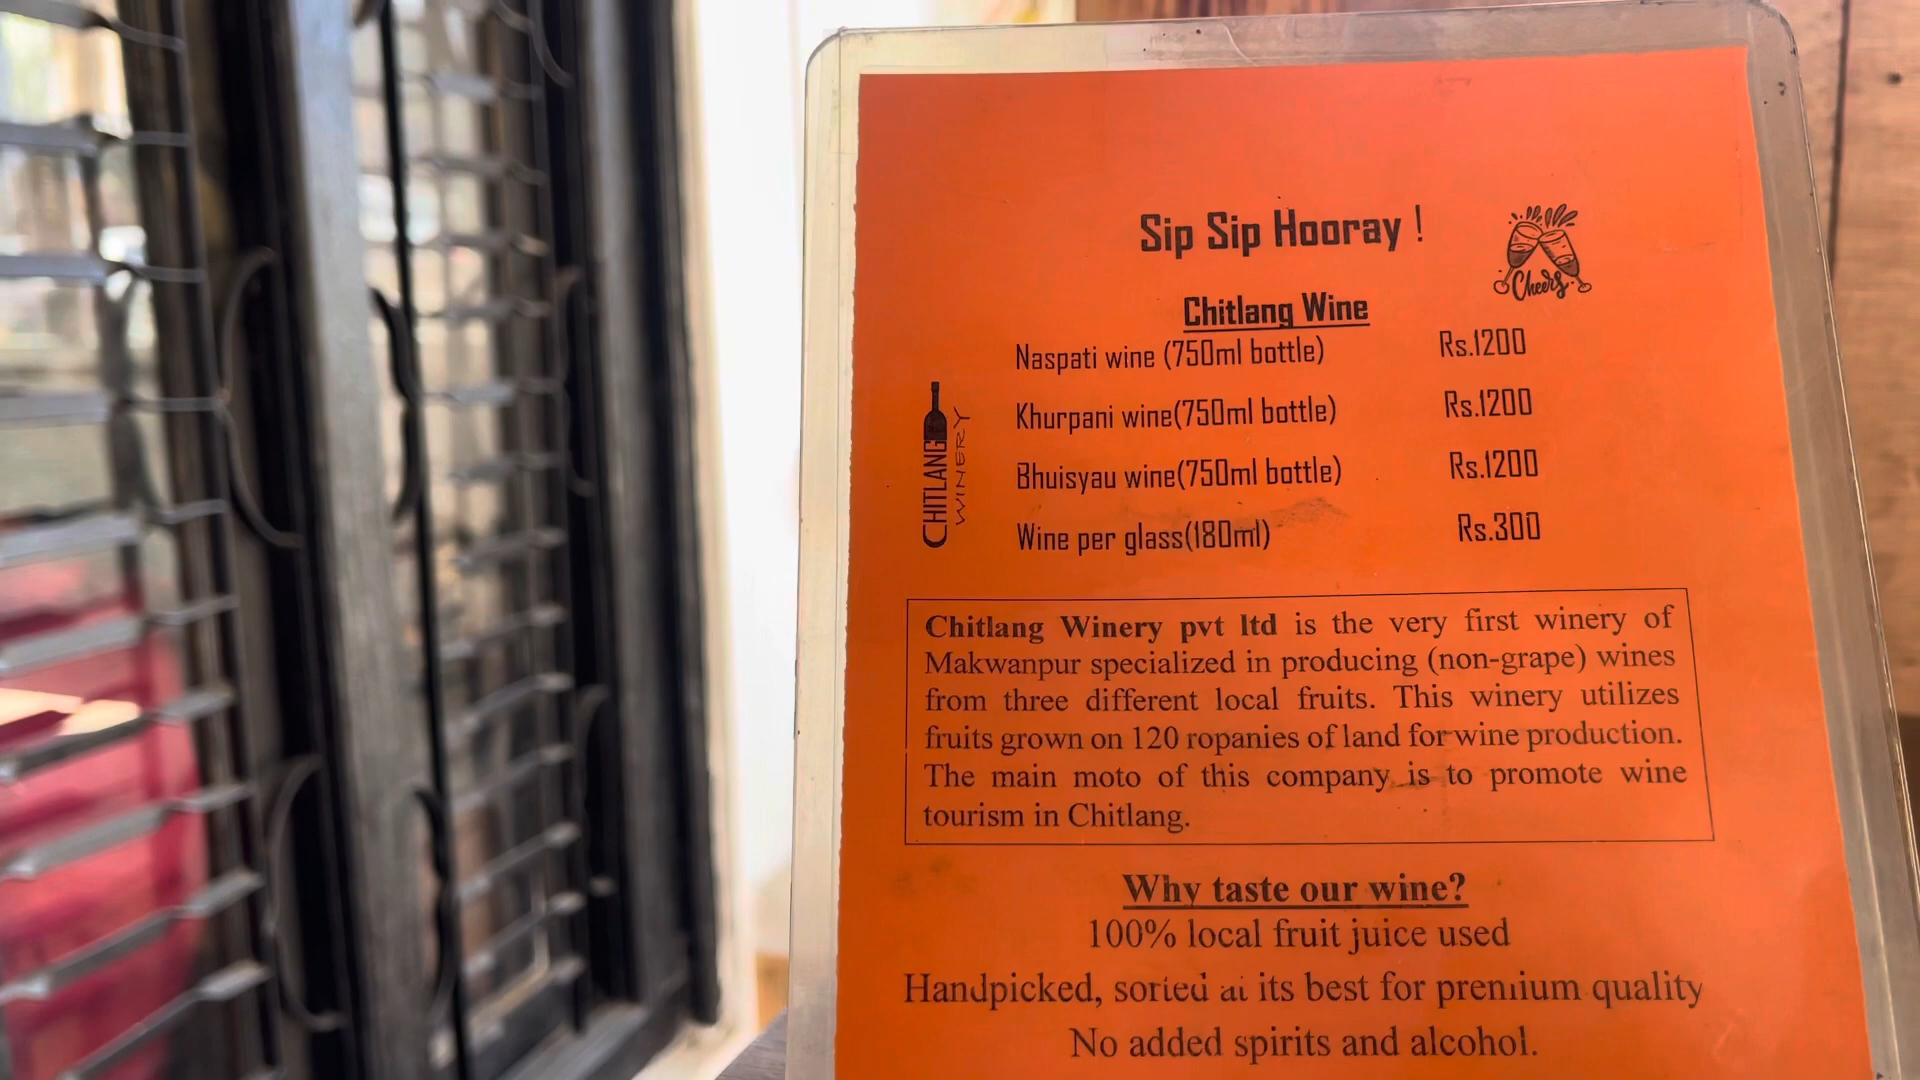 Sip Sip Hooray !
Cheers
Chitlang Wine
Naspati wine (750ml bottle) Rs.1200
Khurpani wine(750ml bottle) Rs.1200
Bhuisyau wine(750ml bottle) Rs.1200
Wine per glass(180ml) Rs.300
CHITLANG
WINERY
Chitlang Winery pvt ltd is the very first winery of
Makwanpur specialized in producing (non-grape) wines
from three different local fruits. This winery utilizes
fruits grown on 120 ropanies of land for wine production.
The main moto of this company is to promote wine
tourism in Chitlang.
Why taste our wine?
100% local fruit juice used
Handpicked, sorted at its best for premium quality
No added spirits and alcohol.